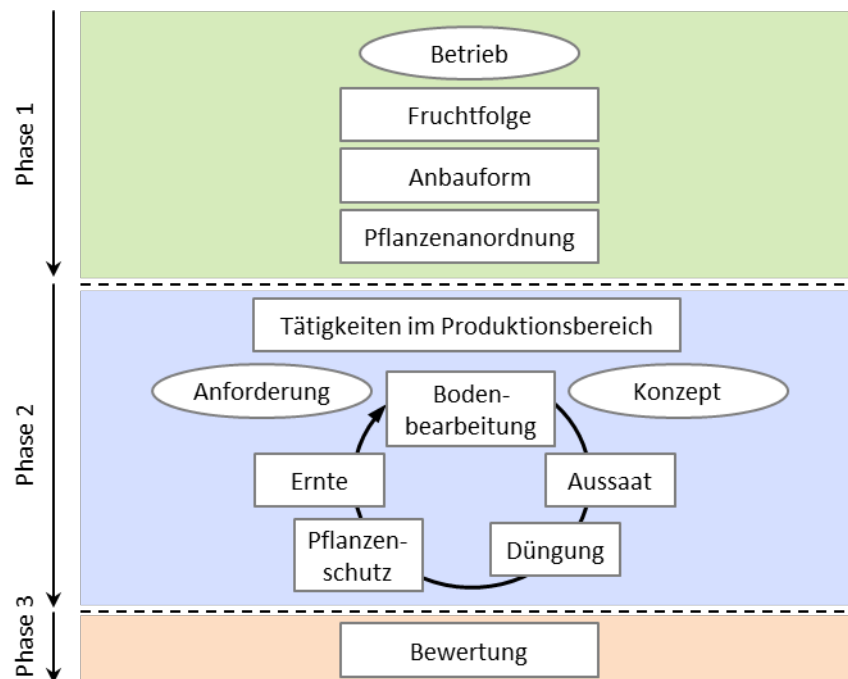 Phase 1
Betrieb
Fruchtfolge
Anbauform
Pflanzenanordnung
Phase 2
Tätigkeiten im Produktionsbereich
Anforderung
Konzept
Boden-
bearbeitung
Ernte
Aussaat
Pflanzen-
schutz
Düngung
Phase 3
Bewertung